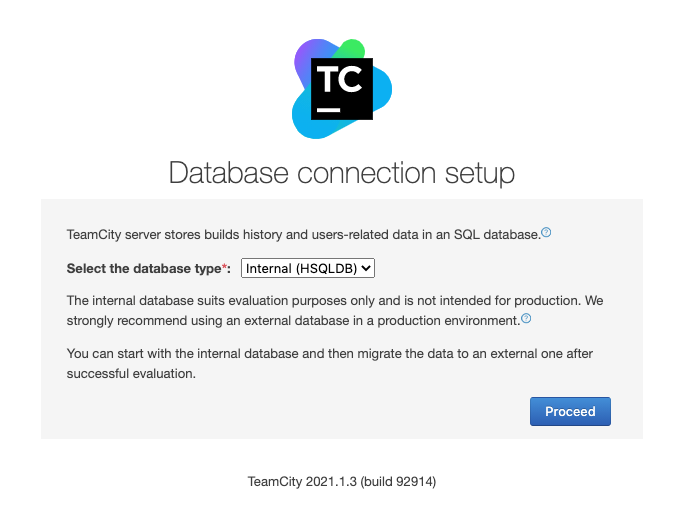 TC
Database connection setup
TeamCity server stores builds history and users-related data in an SQL database.?
Select the database type*: Internal (HSQLDB)
The internal database suits evaluation purposes only and is not intended for production. We
strongly recommend using an external database in a production environment.?
You can start with the internal database and then migrate the data to an external one after
successful evaluation.
Proceed
TeamCity 2021.1.3 (build 92914)